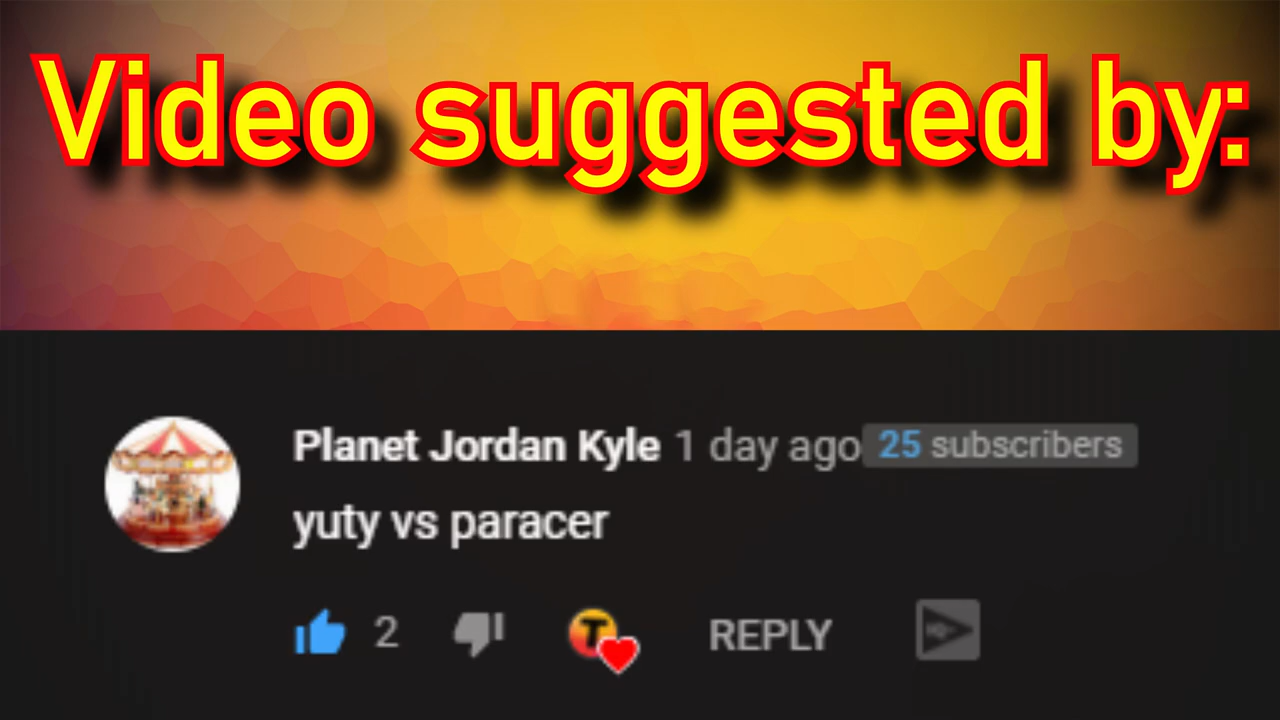 Video suggested by:
Planet Jordan Kyle 1 day ago 25 subscribers
yuty vs paracer
2 T REPLY